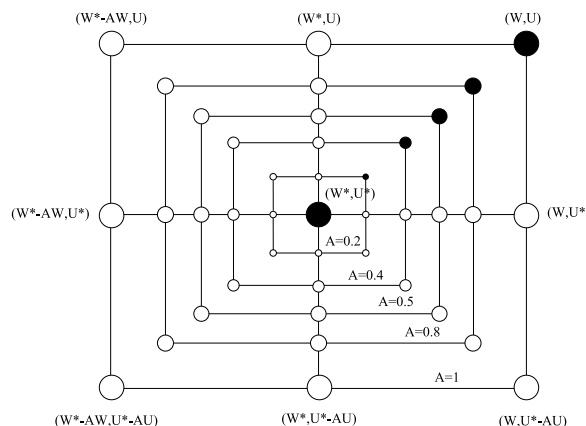 (W*-AW,U) (W*,U) (W,U)
(W*,U*)
(W*-AW,U*) (W,U*
A=0.2
A=0.4
A=0.5
A=0.8
A=1
(W*-AW,U*-AU) (W*,U*-AU) (W,U*-AU)